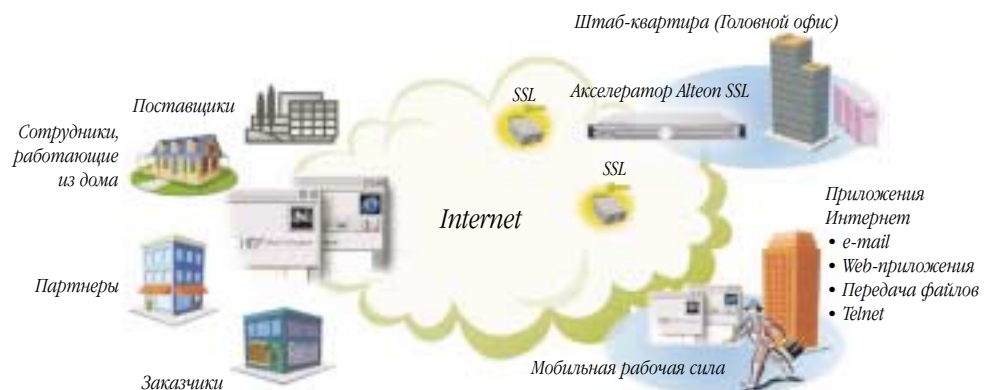 Штаб-квартира (Головной офис)
SSL
Акселератор Alteon SSL
Поставщики
Сотрудники,
работающие
из дома
SSL
Internet
Приложения
Интернет
• e-mail
• Web-приложения
• Передача файлов
• Telnet
Партнеры
Мобильная рабочая сила
Заказчики